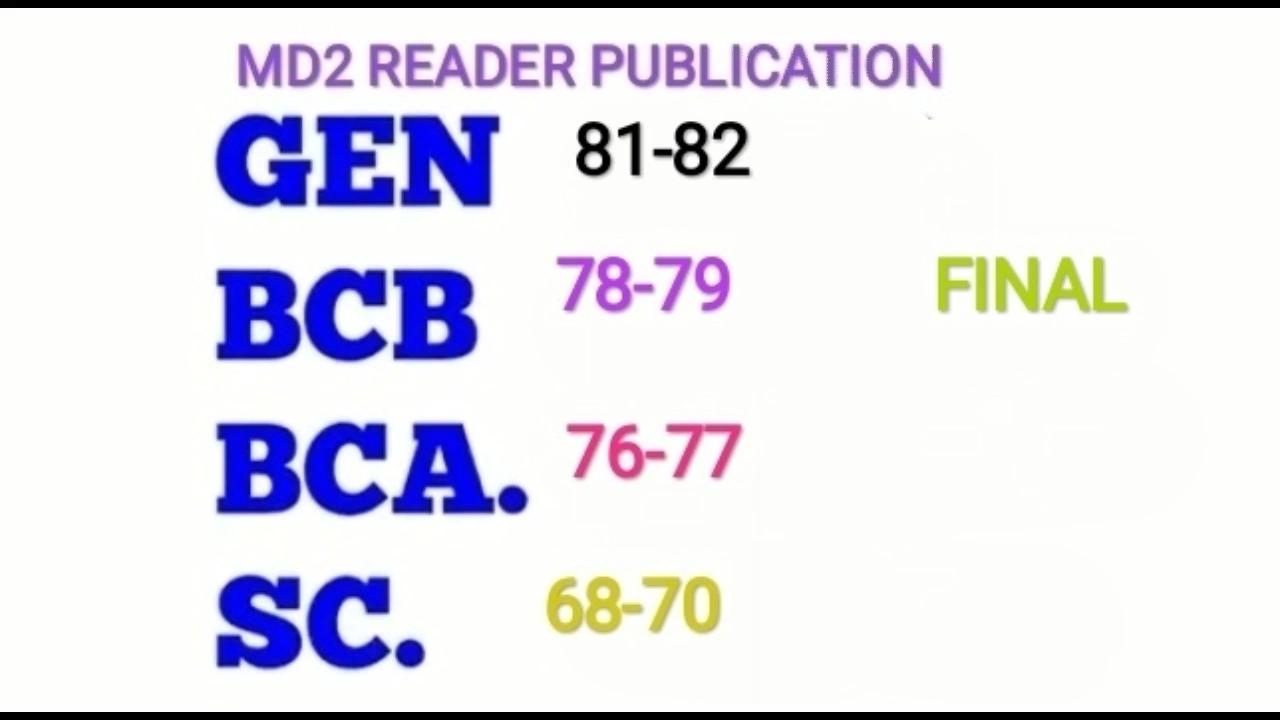 MD2 READER PUBLICATION
GEN 81-82
BCB 78-79 FINAL
BCA. 76-77
SC. 68-70